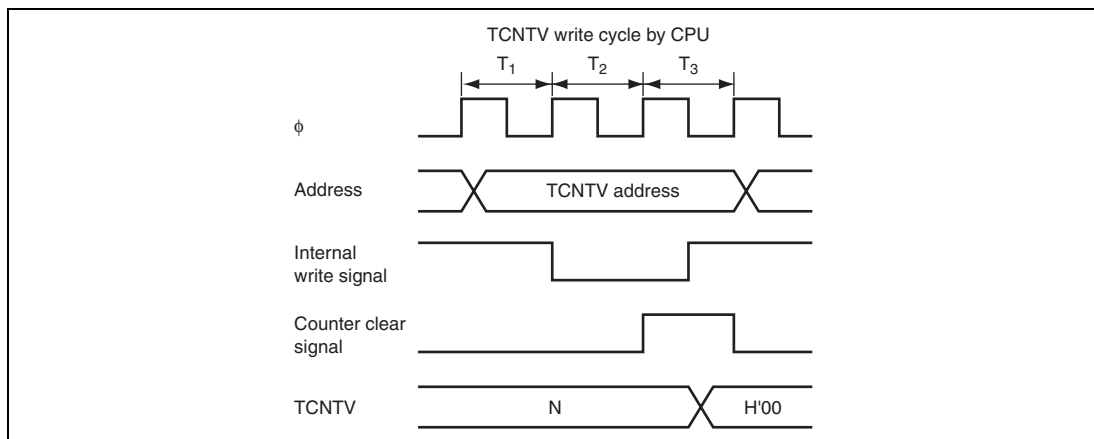 TCNTV write cycle by CPU
T1 T2 T3
φ
Address
TCNTV address
Internal
write signal
Counter clear
signal
TCNTV
N
H'00